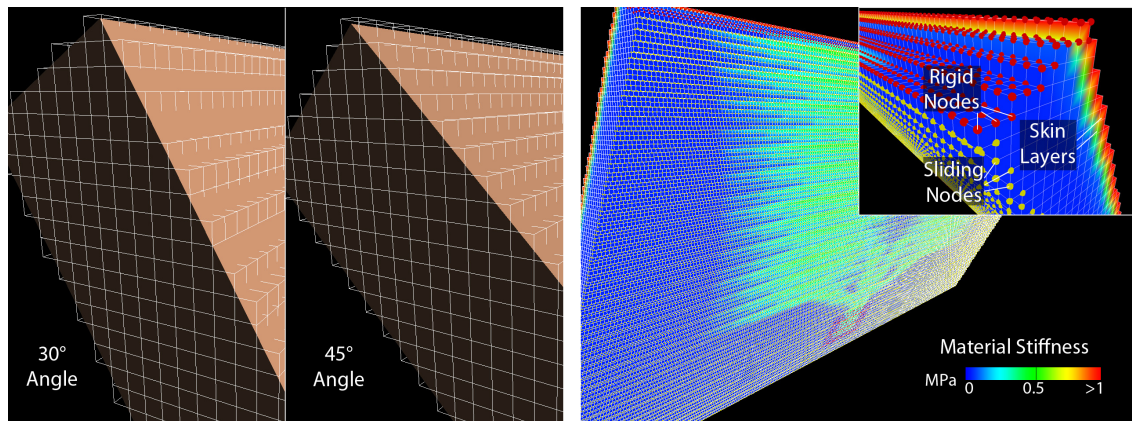 30°
Angle
45°
Angle
Rigid
Nodes
Skin
Layers
Sliding
Nodes
Material Stiffness
MPa
0 0.5 >1